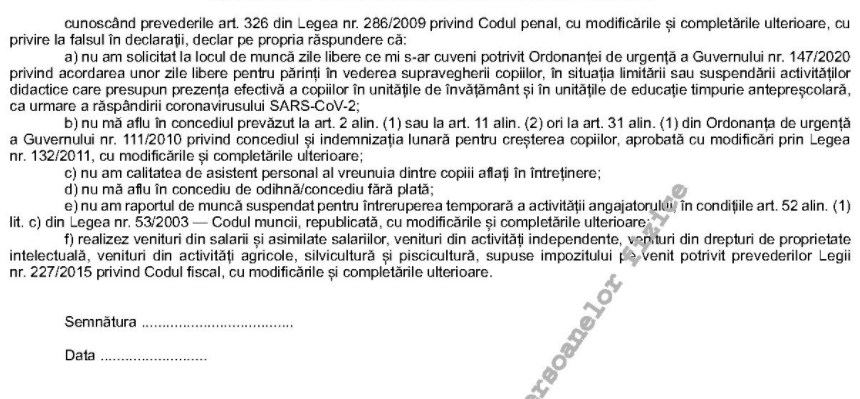 cunoscând prevederile art. 326 din Legea nr. 286/2009 privind Codul penal, cu modificările și completările ulterioare, cu
privire la falsul în declarații, declar pe propria răspundere că:
a) nu am solicitat la locul de muncă zile libere ce mi s-ar cuveni potrivit Ordonanței de urgență a Guvernului nr. 147/2020
privind acordarea unor zile libere pentru părinți în vederea supravegherii copiilor, în situația limitării sau suspendării activităților
didactice care presupun prezența efectivă a copiilor în unitățile de învățământ și în unitățile de educație timpurie antepreșcolară,
ca urmare a răspândirii coronavirusului SARS-CoV-2;
b) nu mă aflu în concediul prevăzut la art. 2 alin. (1) sau la art. 11 alin. (2) ori la art. 31 alin. (1) din Ordonanța de urgență
a Guvernului nr. 111/2010 privind concediul și indemnizația lunară pentru creșterea copiilor, aprobată cu modificări prin Legea
nr. 132/2011, cu modificările și completările ulterioare;
c) nu am calitatea de asistent personal al vreunuia dintre copiii aflați în întreținere;
d) nu mă aflu în concediu de odihnă/concediu fără plată;
e) nu am raportul de muncă suspendat pentru întreruperea temporară a activității angajatorului, în condițiile art. 52 alin. (1)
lit. c) din Legea nr. 53/2003 — Codul muncii, republicată, cu modificările și completările ulterioare;
f) realizez venituri din salarii și asimilate salariilor, venituri din activități independente, venituri din drepturi de proprietate
intelectuală, venituri din activități agricole, silvicultură și piscicultură, supuse impozitului pe venit potrivit prevederilor Legii
nr. 227/2015 privind Codul fiscal, cu modificările și completările ulterioare.
Semnătura .....................................
Data ..........................
ersoanelor fizice